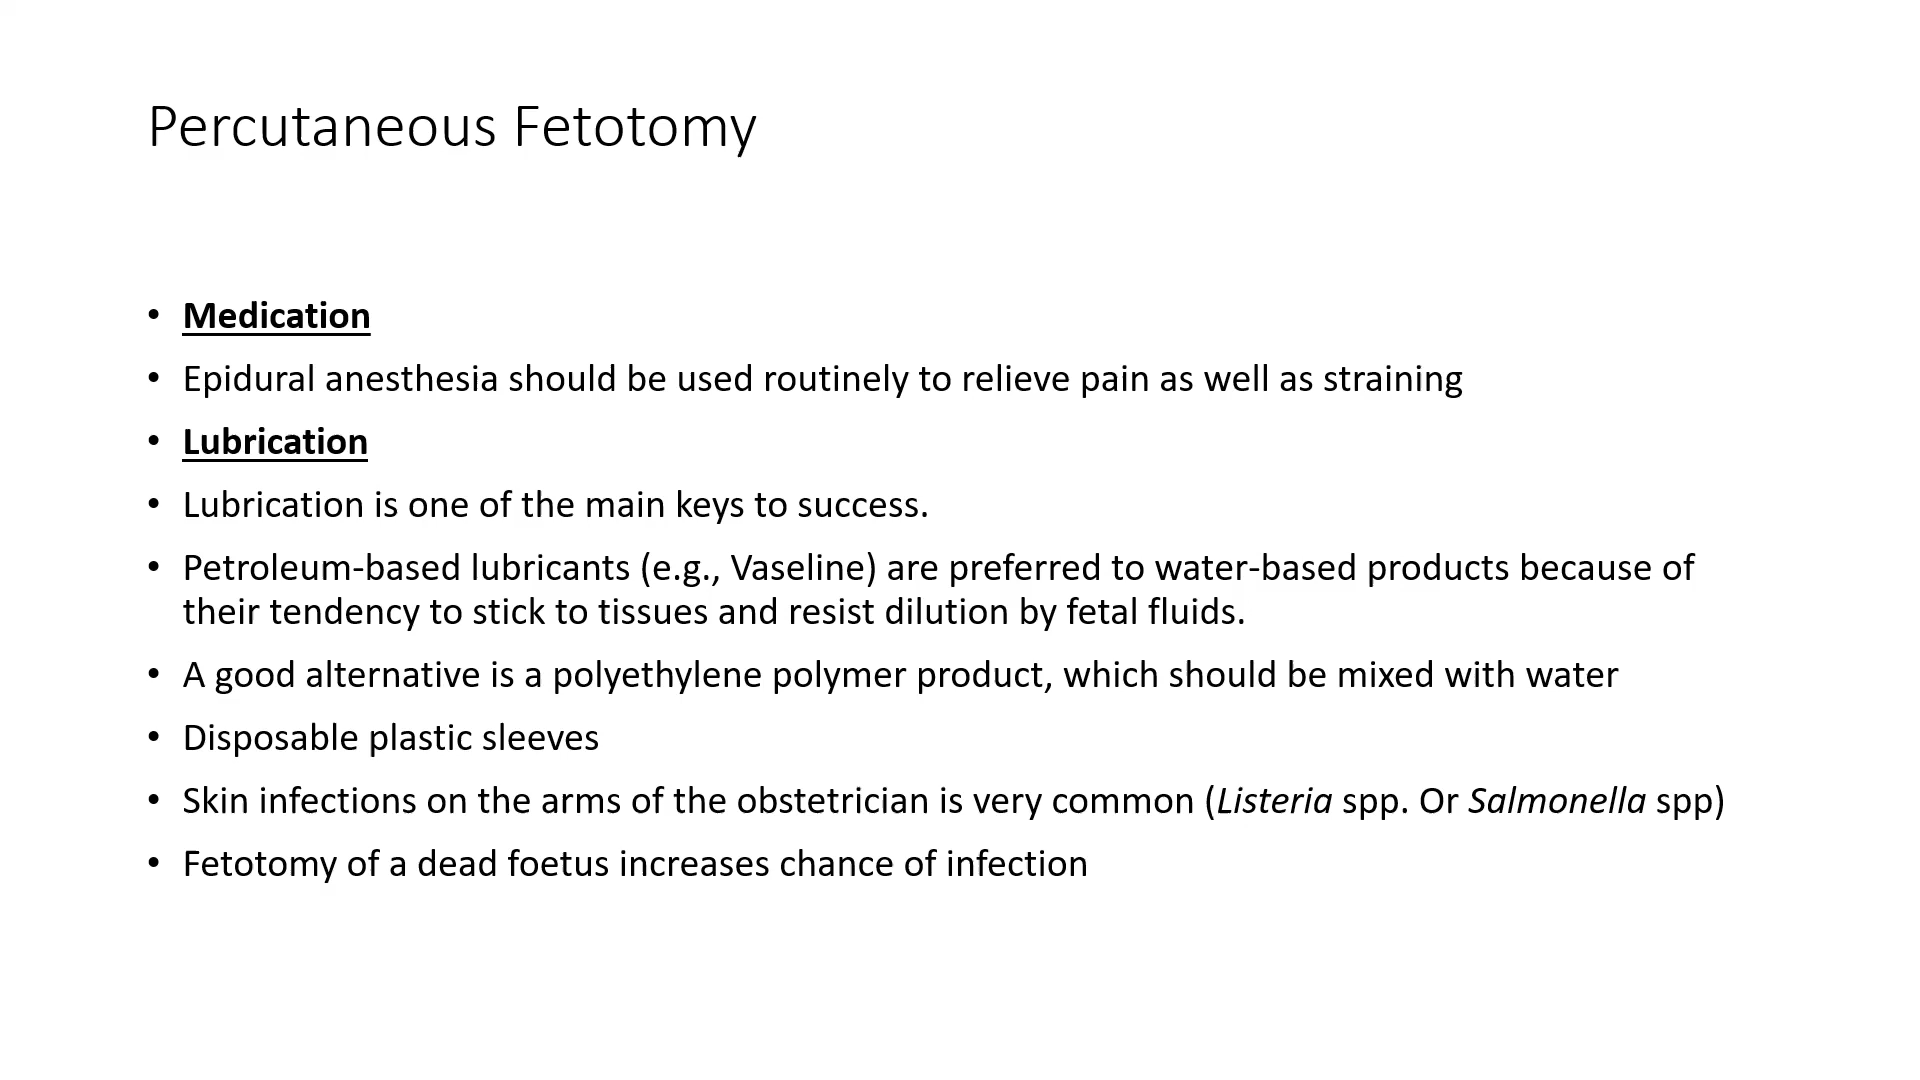 Percutaneous Fetotomy
• Medication
• Epidural anesthesia should be used routinely to relieve pain as well as straining
• Lubrication
• Lubrication is one of the main keys to success.
• Petroleum-based lubricants (e.g., Vaseline) are preferred to water-based products because of
their tendency to stick to tissues and resist dilution by fetal fluids.
• A good alternative is a polyethylene polymer product, which should be mixed with water
• Disposable plastic sleeves
• Skin infections on the arms of the obstetrician is very common (Listeria spp. Or Salmonella spp)
• Fetotomy of a dead foetus increases chance of infection